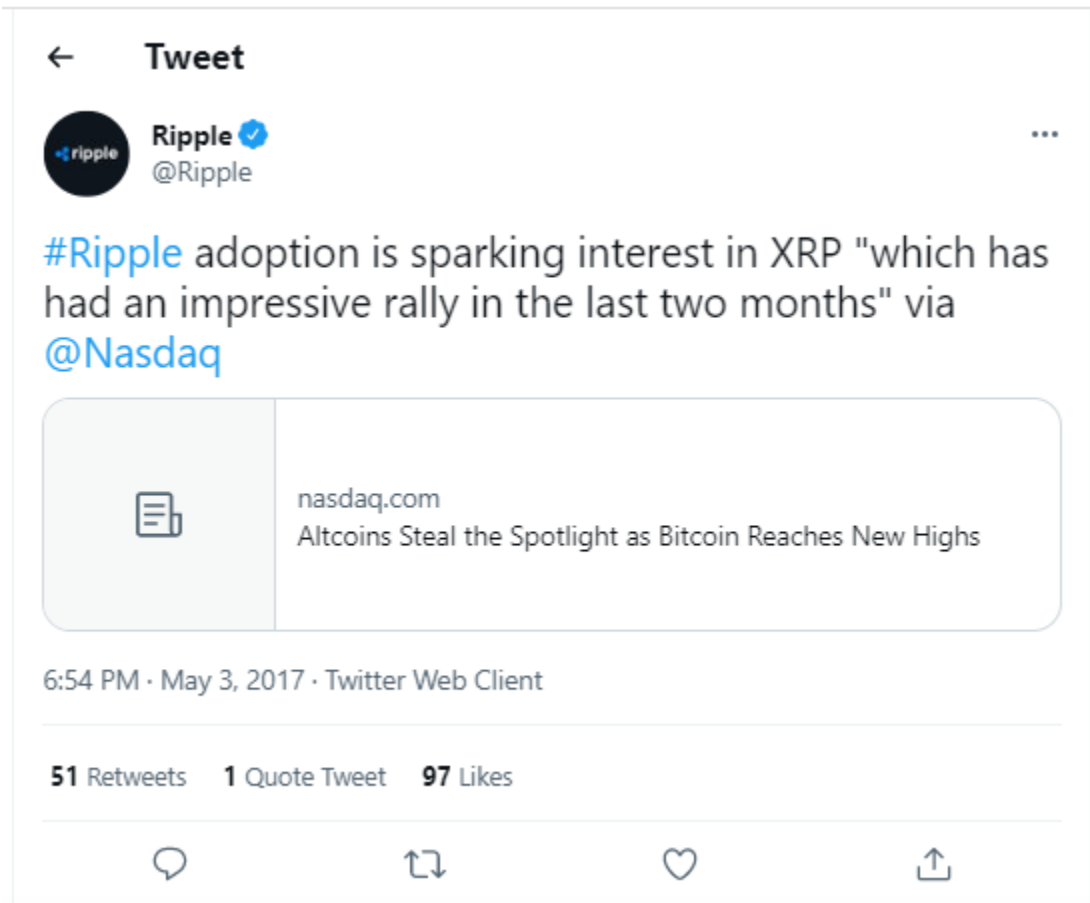 Tweet
ripple
Ripple
@Ripple
#Ripple adoption is sparking interest in XRP "which has
had an impressive rally in the last two months" via
@Nasdaq
nasdaq.com
Altcoins Steal the Spotlight as Bitcoin Reaches New Highs
6:54 PM · May 3, 2017 · Twitter Web Client
51 Retweets 1 Quote Tweet 97 Likes